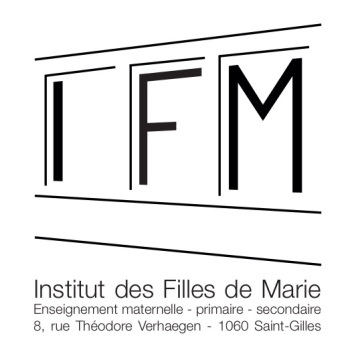 IFM
Institut des Filles de Marie
Enseignement maternelle - primaire - secondaire
8, rue Théodore Verhaegen - 1060 Saint-Gilles